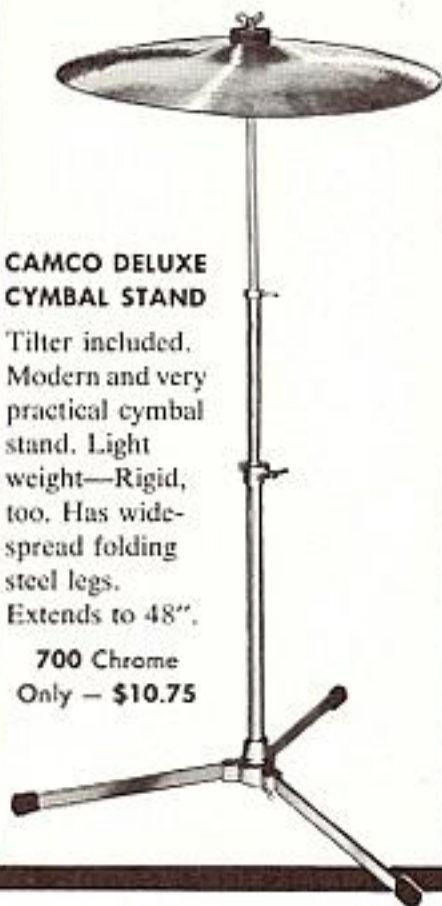 CAMCO DELUXE
CYMBAL STAND
Tilter included.
Modern and very
practical cymbal
stand. Light
weight—Rigid,
too. Has wide-
spread folding
steel legs.
Extends to 48″.
700 Chrome
Only — $10.75